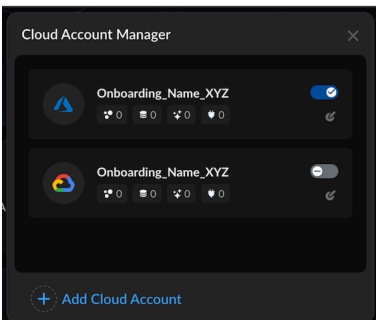 Cloud Account Manager
Onboarding_Name_XYZ
0 0 0 0
Onboarding_Name_XYZ
0 0 0 0
Add Cloud Account